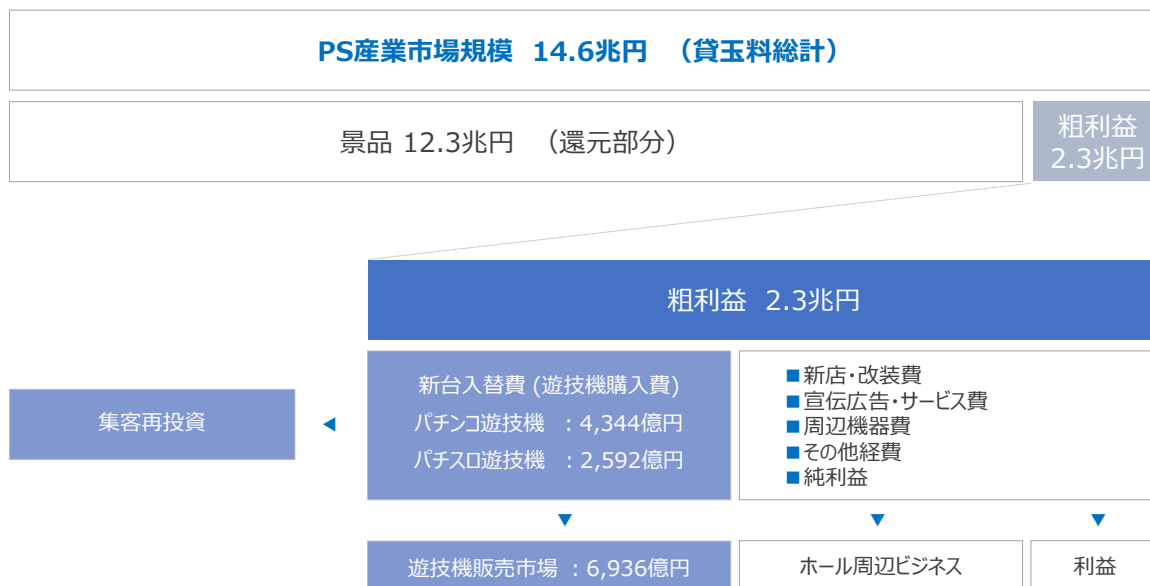 PS産業市場規模 14.6兆円 （貸玉料総計）
景品 12.3兆円 （還元部分）
粗利益
2.3兆円
粗利益 2.3兆円
新台入替費 (遊技機購入費)
パチンコ遊技機 ：4,344億円
パチスロ遊技機 ：2,592億円
■新店・改装費
■宣伝広告・サービス費
■周辺機器費
■その他経費
■純利益
集客再投資
遊技機販売市場 ：6,936億円
ホール周辺ビジネス
利益